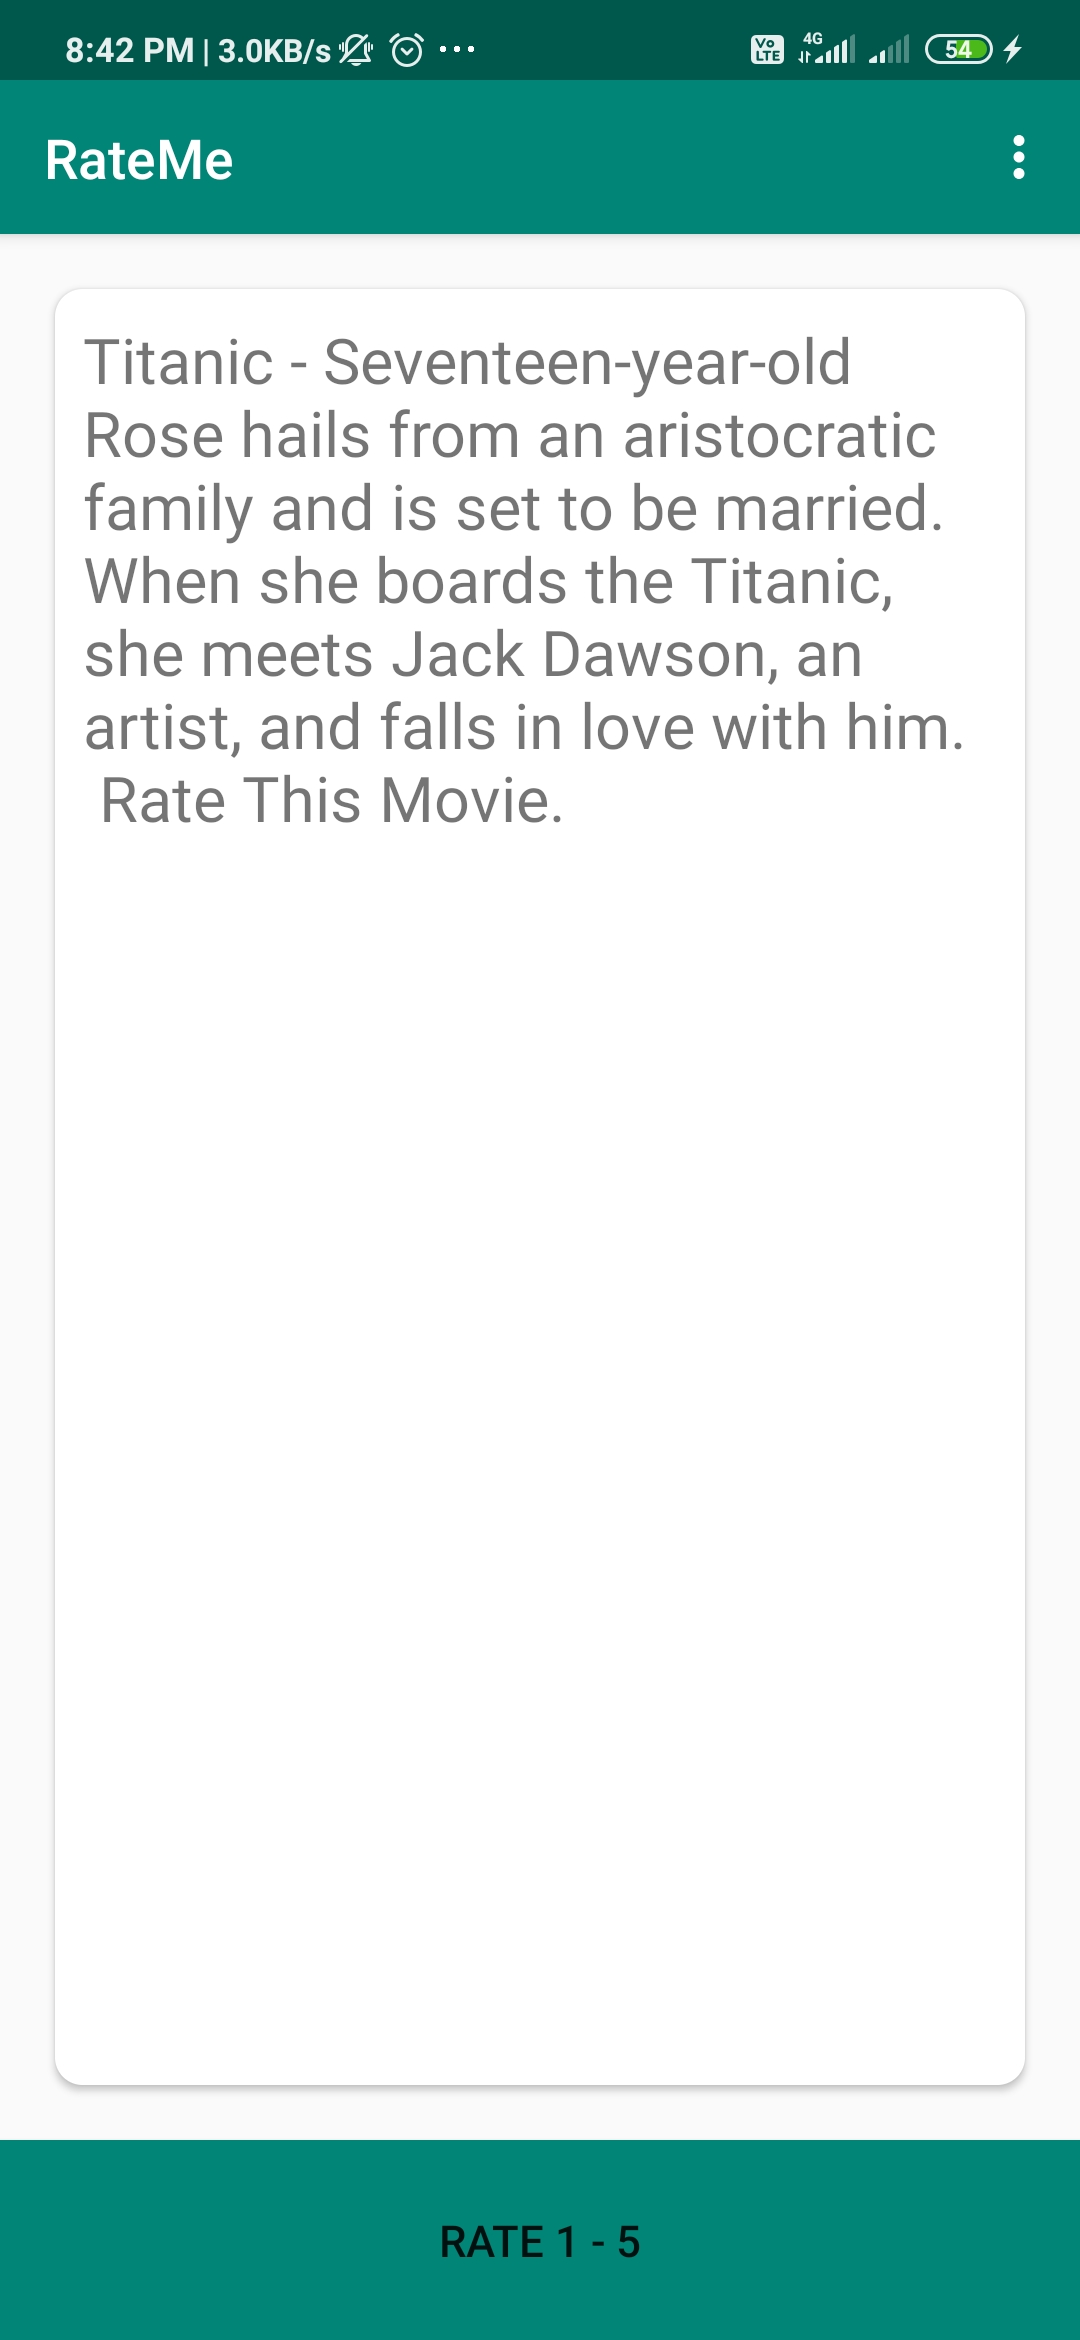 8:42 PM | 3.0KB/s
Vo LTE 4G 54
RateMe
Titanic - Seventeen-year-old
Rose hails from an aristocratic
family and is set to be married.
When she boards the Titanic,
she meets Jack Dawson, an
artist, and falls in love with him.
Rate This Movie.
RATE 1 - 5